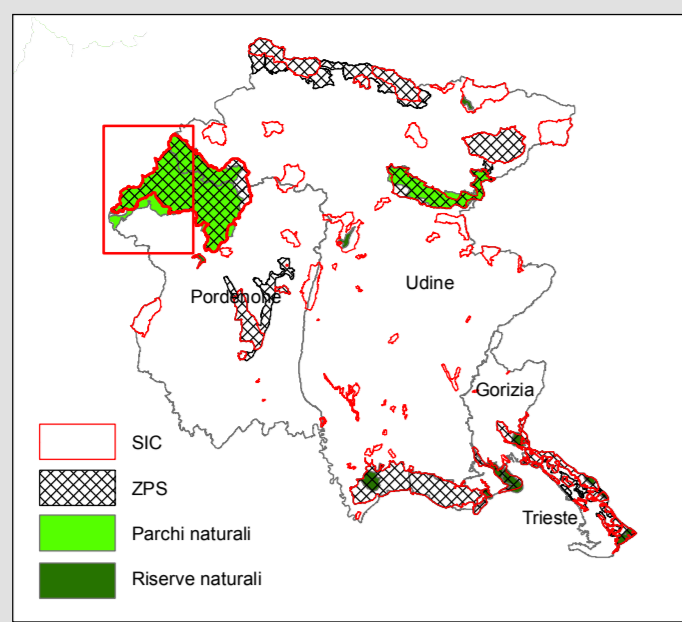 Udine
Pordenone
Gorizia
Trieste
SIC
ZPS
Parchi naturali
Riserve naturali